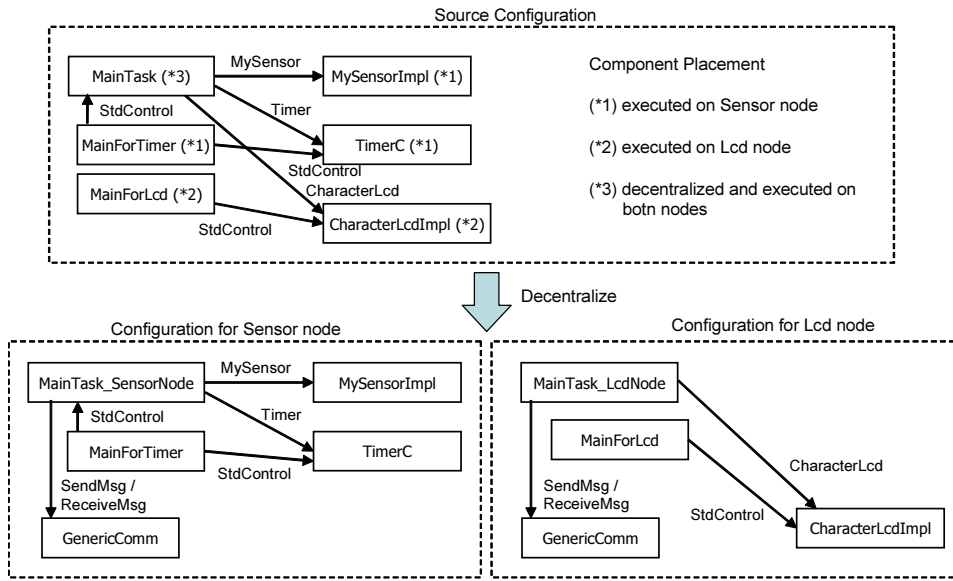 Source Configuration
MainTask (*3)
MySensor
MySensorImpl (*1)
StdControl
Timer
MainForTimer (*1)
TimerC (*1)
StdControl
CharacterLcd
MainForLcd (*2)
StdControl
CharacterLcdImpl (*2)
Component Placement
(*1) executed on Sensor node
(*2) executed on Lcd node
(*3) decentralized and executed on
botn nodes
Decentralize
Configuration for Sensor node
MainTask_SensorNode
MySensor
MySensorImpl
StdControl
Timer
MainForTimer
TimerC
StdControl
SendMsg /
ReceiveMsg
GenericComm
Configuration for Lcd node
MainTask_LcdNode
MainForLcd
CharacterLcd
SendMsg /
ReceiveMsg
StdControl
GenericComm
CharacterLcdImpl